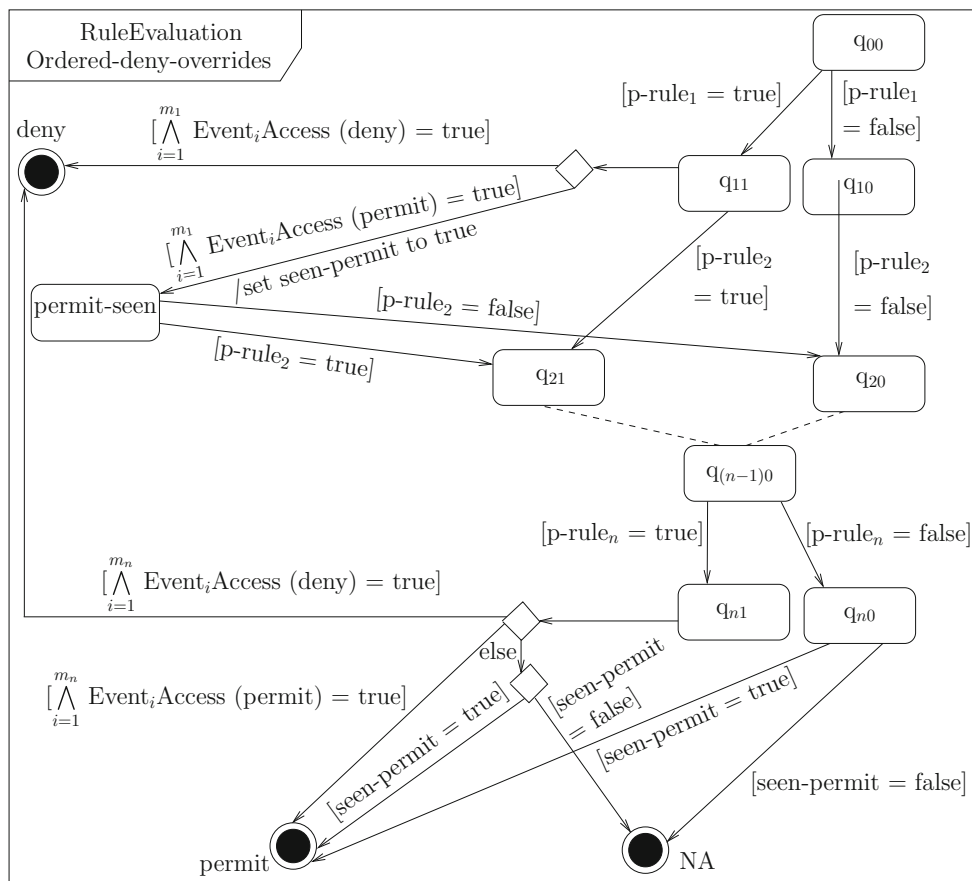 RuleEvaluation
Ordered-deny-overrides
q₀₀
[p-rule₁ = true]
[p-rule₁
= false]
deny
[⋀ᵢ₌₁^{m₁} EventᵢAccess (deny) = true]
q₁₁
q₁₀
[⋀ᵢ₌₁^{m₁} EventᵢAccess (permit) = true]
/set seen-permit to true
[p-rule₂
= true]
[p-rule₂
= false]
permit-seen
[p-rule₂ = false]
[p-rule₂ = true]
q₂₁
q₂₀
q₍ₙ₋₁₎₀
[p-ruleₙ = true]
[p-ruleₙ = false]
[⋀ᵢ₌₁^{mₙ} EventᵢAccess (deny) = true]
qₙ₁
qₙ₀
else
[⋀ᵢ₌₁^{mₙ} EventᵢAccess (permit) = true]
[seen-permit = true]
[seen-permit
= false]
[seen-permit = true]
[seen-permit = false]
permit
NA